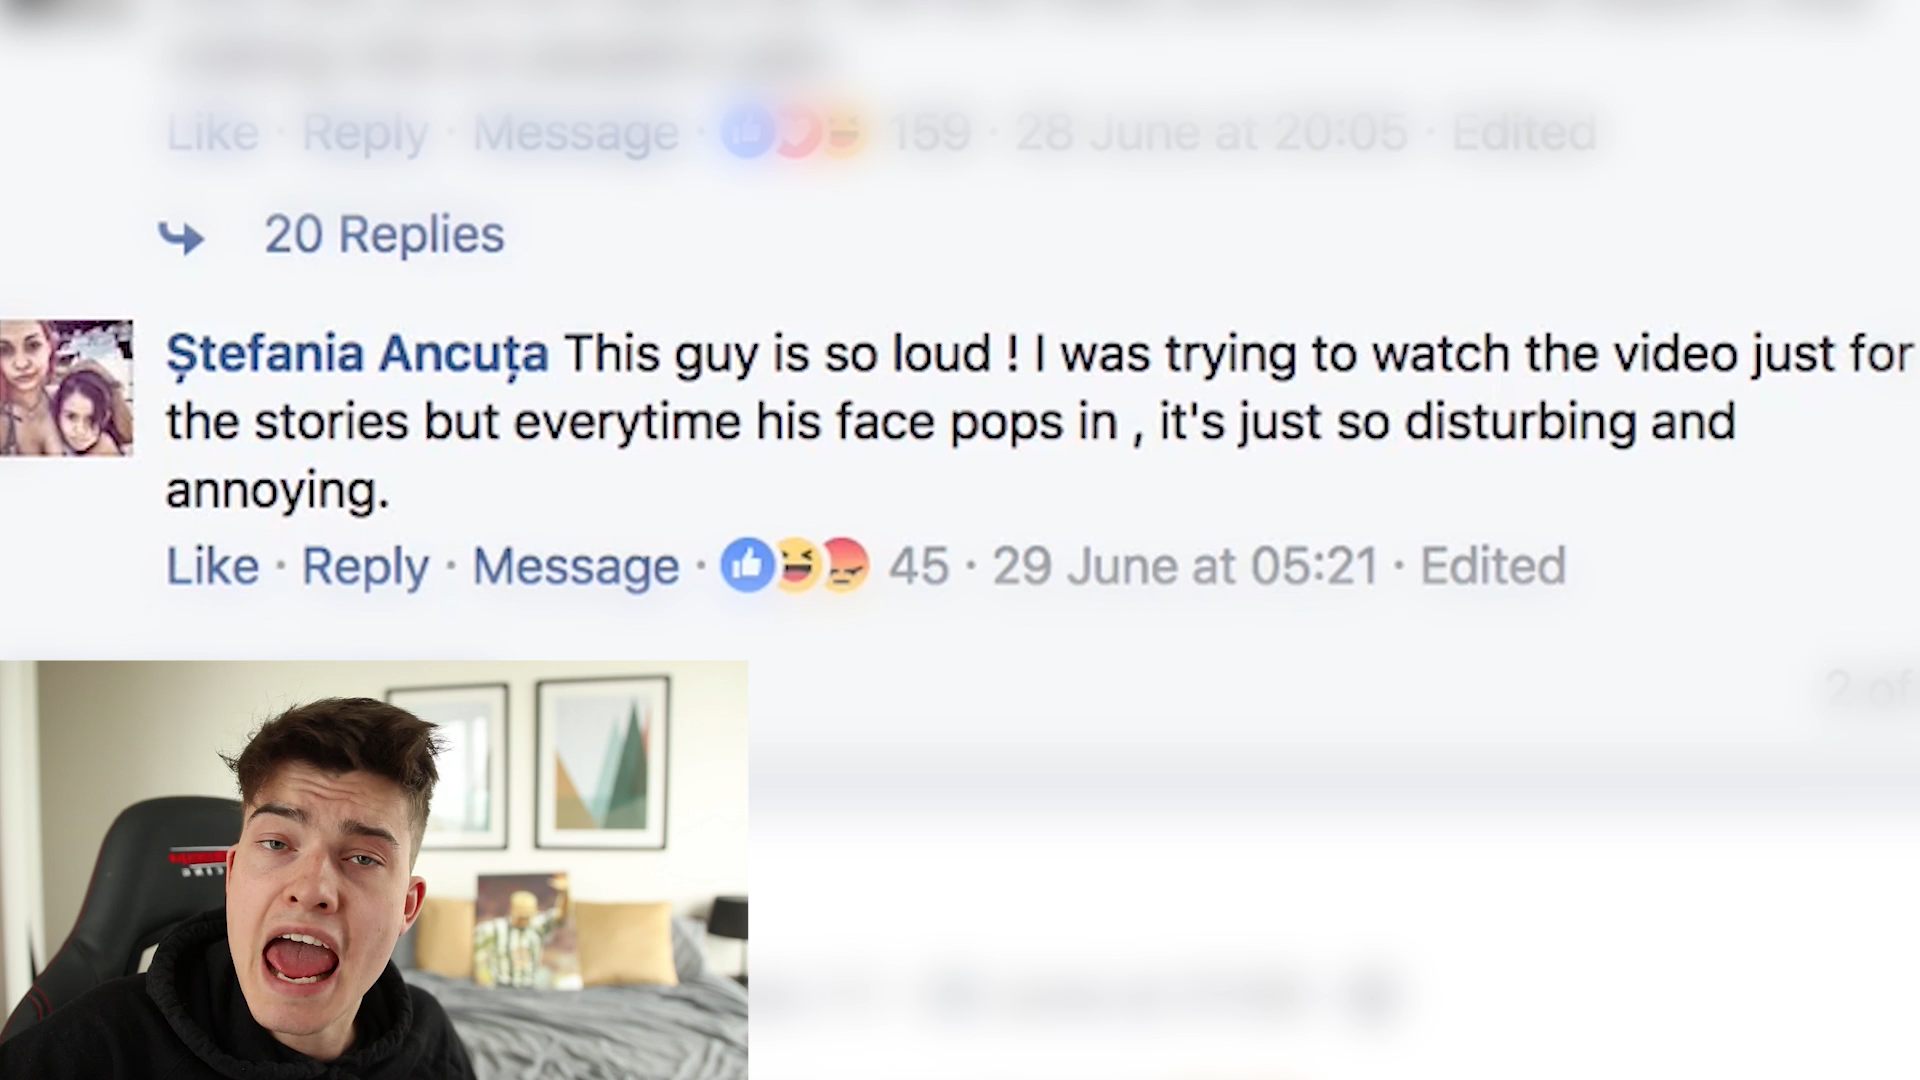 Like · Reply · Message · 159 · 28 June at 20:05 · Edited
20 Replies
Ștefania Ancuța This guy is so loud ! I was trying to watch the video just for
the stories but everytime his face pops in , it's just so disturbing and
annoying.
Like · Reply · Message · 45 · 29 June at 05:21 · Edited
2 of